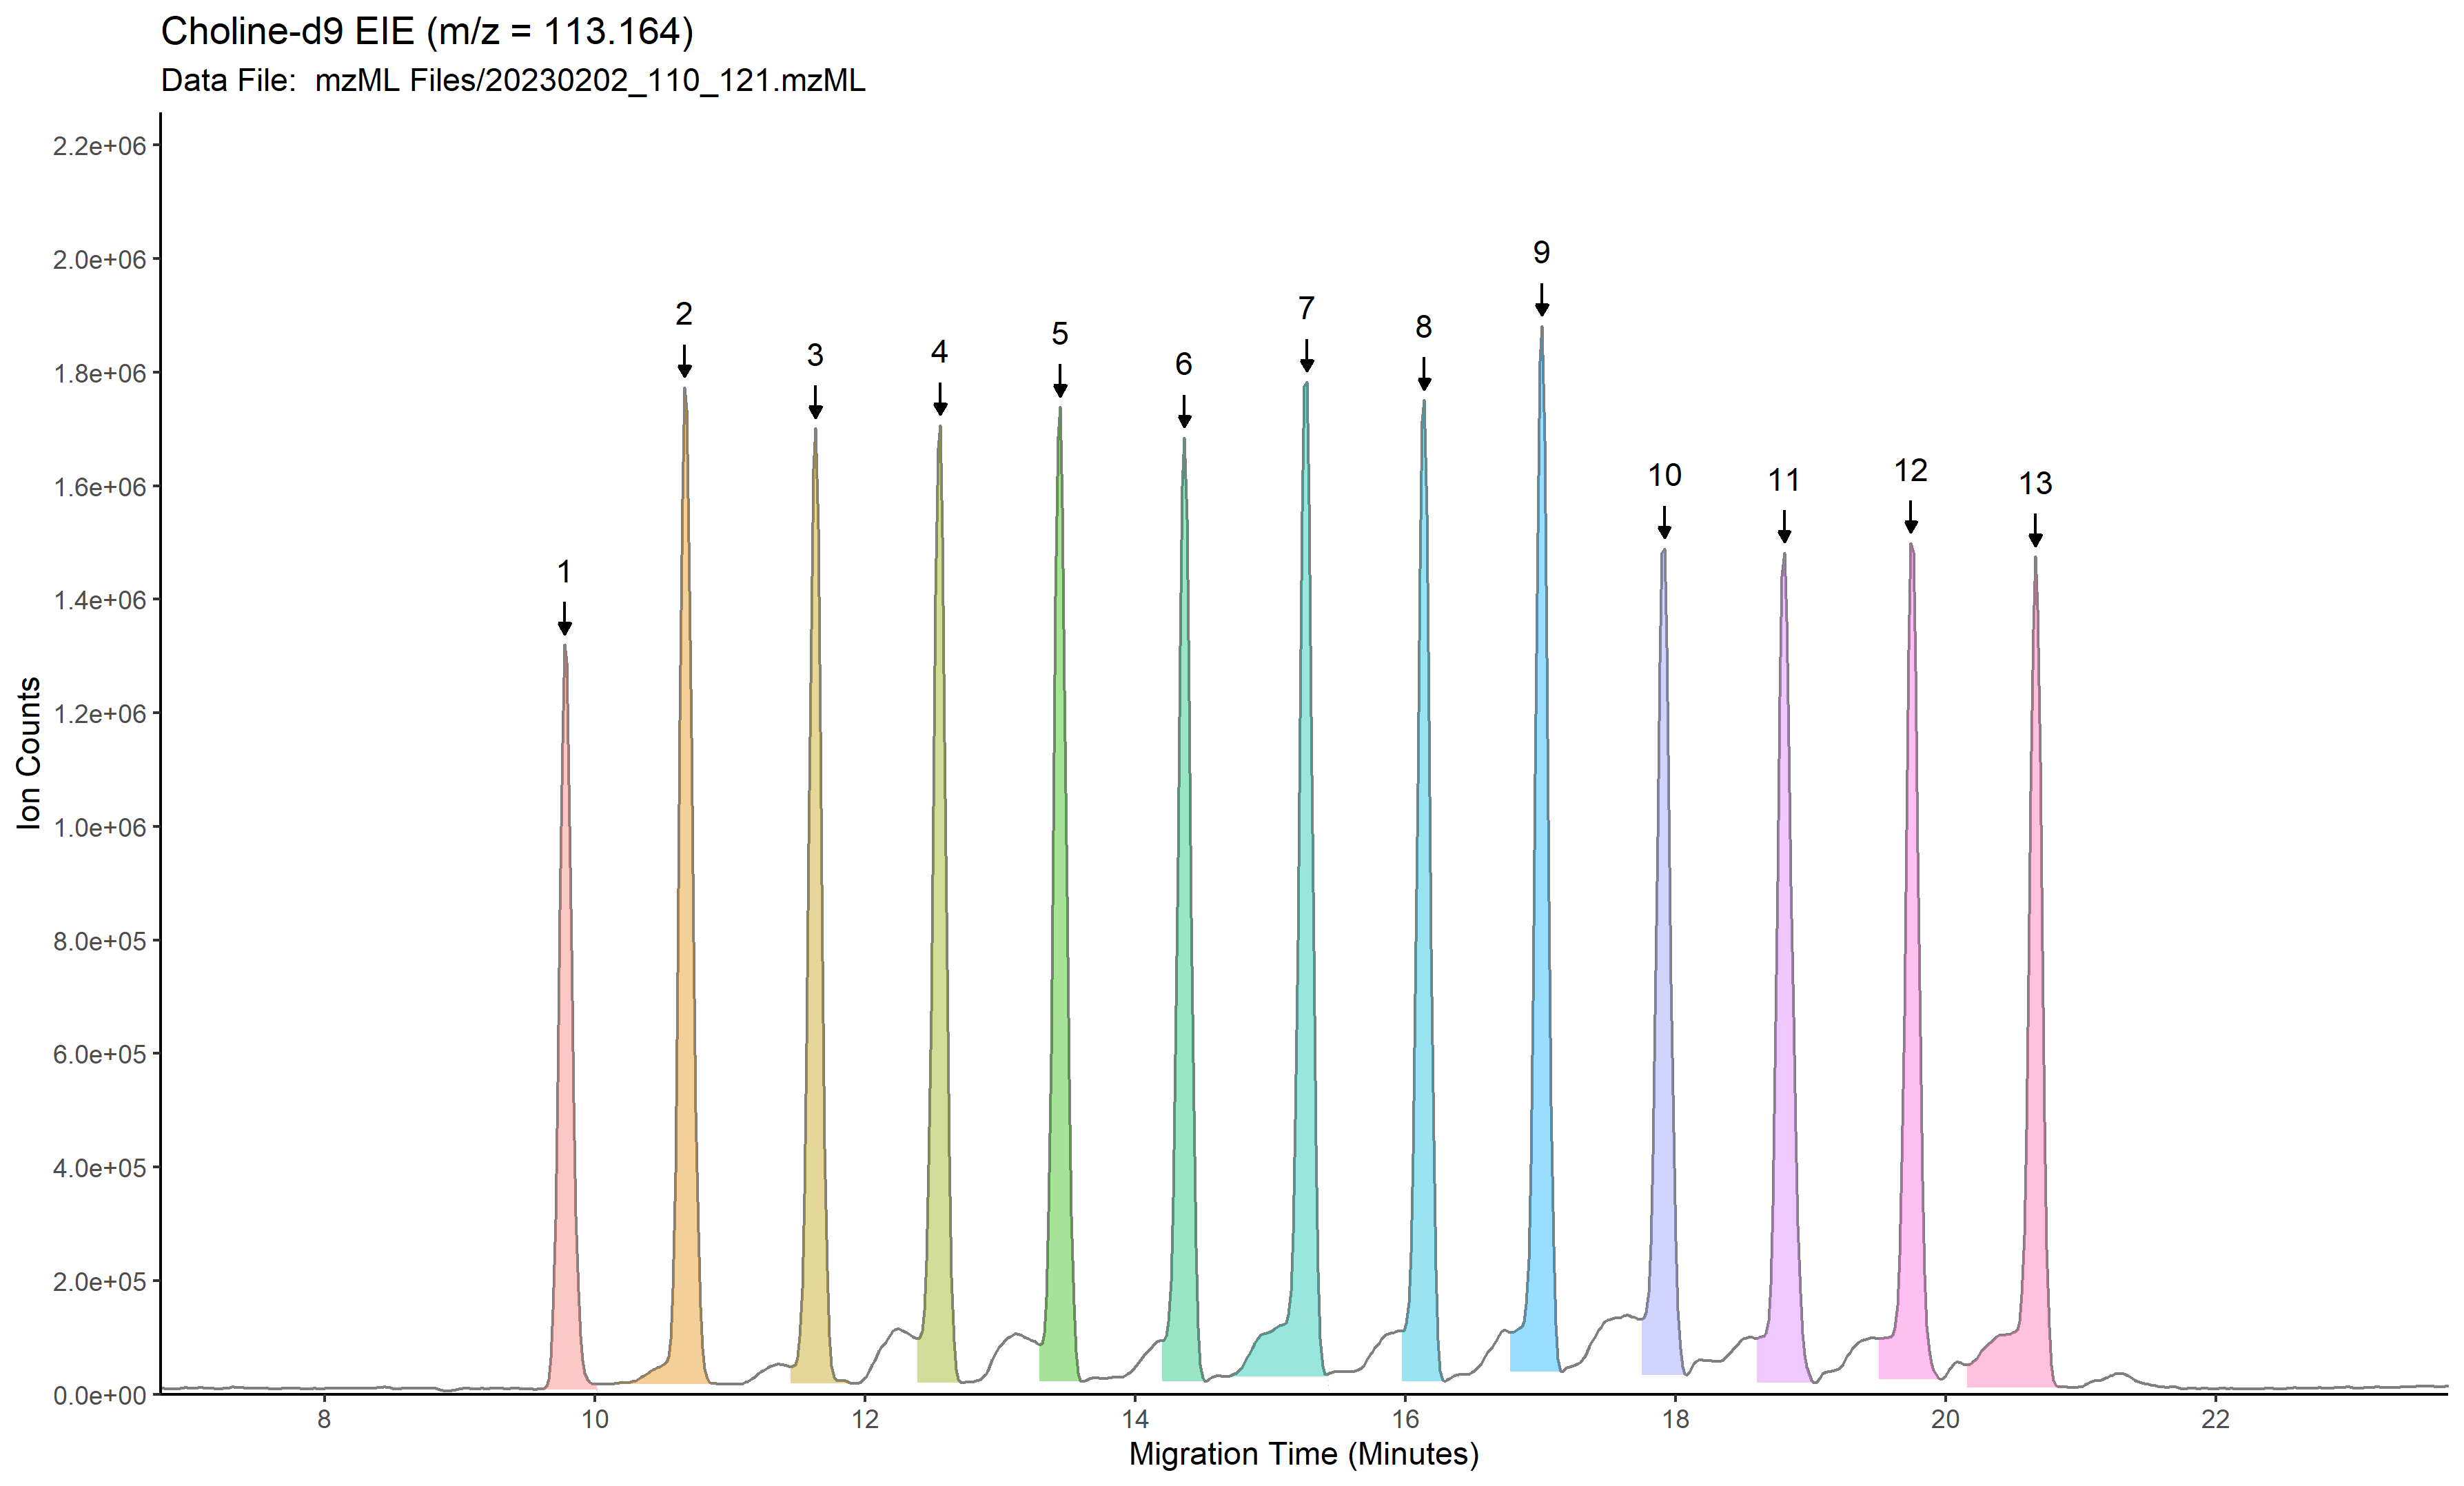 Choline-d9 EIE (m/z = 113.164)
Data File:  mzML Files/20230202_110_121.mzML
2.2e+06
2.0e+06
1.8e+06
1.6e+06
1.4e+06
1.2e+06
1.0e+06
8.0e+05
6.0e+05
4.0e+05
2.0e+05
0.0e+00
Ion Counts
1
2
3
4
5
6
7
8
9
10
11
12
13
8
10
12
14
16
18
20
22
Migration Time (Minutes)